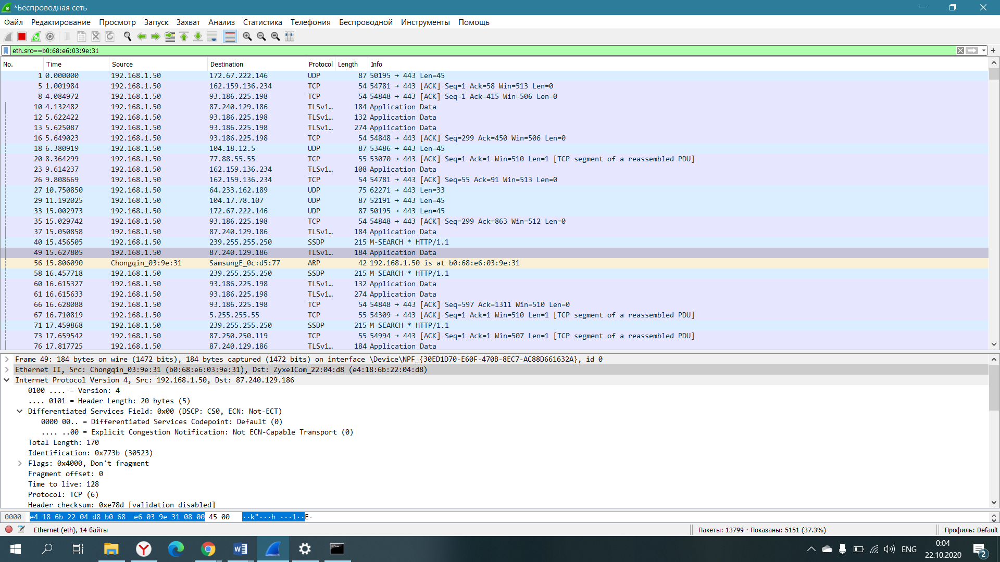 *Беспроводная сеть
Файл Редактирование Просмотр Запуск Захват Анализ Статистика Телефония Беспроводной Инструменты Помощь
eth.src==b0:68:e6:03:9e:31
No. Time Source Destination Protocol Length Info
1 0.000000 192.168.1.50 172.67.222.146 UDP 87 50195 → 443 Len=45
5 1.001984 192.168.1.50 162.159.136.234 TCP 54 54781 → 443 [ACK] Seq=1 Ack=58 Win=513 Len=0
8 4.084972 192.168.1.50 93.186.225.198 TCP 54 54848 → 443 [ACK] Seq=1 Ack=415 Win=506 Len=0
10 4.132482 192.168.1.50 87.240.129.186 TLSv1… 184 Application Data
12 5.622422 192.168.1.50 93.186.225.198 TLSv1… 132 Application Data
13 5.625087 192.168.1.50 93.186.225.198 TLSv1… 274 Application Data
16 5.649023 192.168.1.50 93.186.225.198 TCP 54 54848 → 443 [ACK] Seq=299 Ack=450 Win=506 Len=0
18 6.380919 192.168.1.50 104.18.12.5 UDP 87 53486 → 443 Len=45
20 8.364299 192.168.1.50 77.88.55.55 TCP 55 53070 → 443 [ACK] Seq=1 Ack=1 Win=510 Len=1 [TCP segment of a reassembled PDU]
23 9.614237 192.168.1.50 162.159.136.234 TLSv1… 108 Application Data
26 9.808669 192.168.1.50 162.159.136.234 TCP 54 54781 → 443 [ACK] Seq=55 Ack=91 Win=513 Len=0
27 10.750850 192.168.1.50 64.233.162.189 UDP 75 62271 → 443 Len=33
29 11.192025 192.168.1.50 104.17.78.107 UDP 87 52191 → 443 Len=45
33 15.002973 192.168.1.50 172.67.222.146 UDP 87 50195 → 443 Len=45
35 15.029742 192.168.1.50 93.186.225.198 TCP 54 54848 → 443 [ACK] Seq=299 Ack=863 Win=512 Len=0
37 15.050858 192.168.1.50 87.240.129.186 TLSv1… 184 Application Data
40 15.456505 192.168.1.50 239.255.255.250 SSDP 215 M-SEARCH * HTTP/1.1
49 15.627805 192.168.1.50 87.240.129.186 TLSv1… 184 Application Data
56 15.806090 Chongqin_03:9e:31 SamsungE_0c:d5:77 ARP 42 192.168.1.50 is at b0:68:e6:03:9e:31
58 16.457718 192.168.1.50 239.255.255.250 SSDP 215 M-SEARCH * HTTP/1.1
60 16.615327 192.168.1.50 93.186.225.198 TLSv1… 132 Application Data
61 16.615633 192.168.1.50 93.186.225.198 TLSv1… 274 Application Data
66 16.628088 192.168.1.50 93.186.225.198 TCP 54 54848 → 443 [ACK] Seq=597 Ack=1311 Win=510 Len=0
67 16.710819 192.168.1.50 5.255.255.55 TCP 55 54309 → 443 [ACK] Seq=1 Ack=1 Win=510 Len=1 [TCP segment of a reassembled PDU]
71 17.459868 192.168.1.50 239.255.255.250 SSDP 215 M-SEARCH * HTTP/1.1
73 17.659542 192.168.1.50 87.250.250.119 TCP 55 54994 → 443 [ACK] Seq=1 Ack=1 Win=507 Len=1 [TCP segment of a reassembled PDU]
76 17.817725 192.168.1.50 87.240.129.186 TLSv1… 184 Application Data
Frame 49: 184 bytes on wire (1472 bits), 184 bytes captured (1472 bits) on interface \Device\NPF_{30ED1D70-E60F-470B-8EC7-AC88D661632A}, id 0
Ethernet II, Src: Chongqin_03:9e:31 (b0:68:e6:03:9e:31), Dst: ZyxelCom_22:04:d8 (e4:18:6b:22:04:d8)
Internet Protocol Version 4, Src: 192.168.1.50, Dst: 87.240.129.186
0100 .... = Version: 4
.... 0101 = Header Length: 20 bytes (5)
Differentiated Services Field: 0x00 (DSCP: CS0, ECN: Not-ECT)
0000 00.. = Differentiated Services Codepoint: Default (0)
.... ..00 = Explicit Congestion Notification: Not ECN-Capable Transport (0)
Total Length: 170
Identification: 0x773b (30523)
Flags: 0x4000, Don't fragment
Fragment offset: 0
Time to live: 128
Protocol: TCP (6)
Header checksum: 0xe78d [validation disabled]
0000 e4 18 6b 22 04 d8 b0 68 e6 03 9e 31 08 00 45 00 ··k"···h ···1··E·
Ethernet (eth), 14 байты
Пакеты: 13799 · Показаны: 5151 (37.3%)
Профиль: Default
ENG
0:04
22.10.2020
2